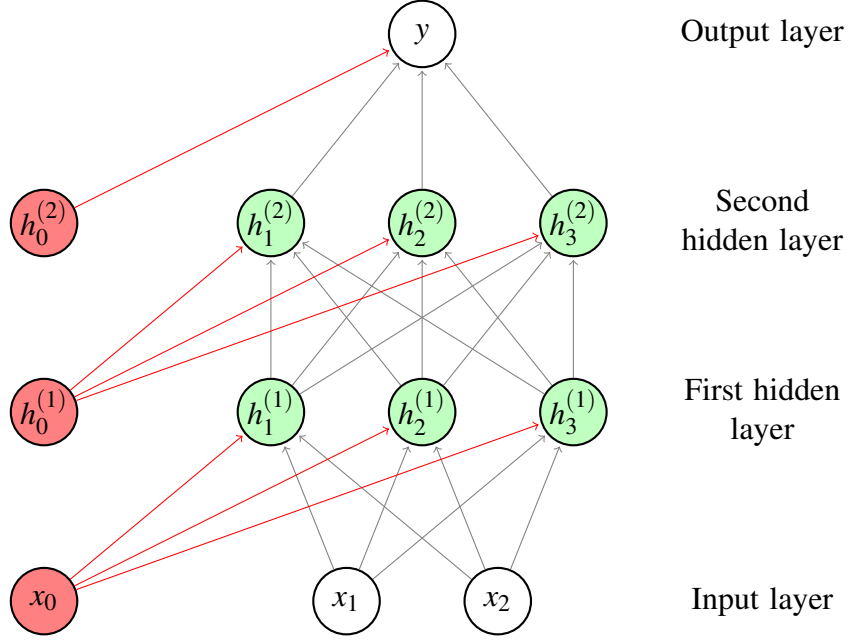 y Output layer
h_0^{(2)} h_1^{(2)} h_2^{(2)} h_3^{(2)} Second
hidden layer
h_0^{(1)} h_1^{(1)} h_2^{(1)} h_3^{(1)} First hidden
layer
x_0 x_1 x_2 Input layer